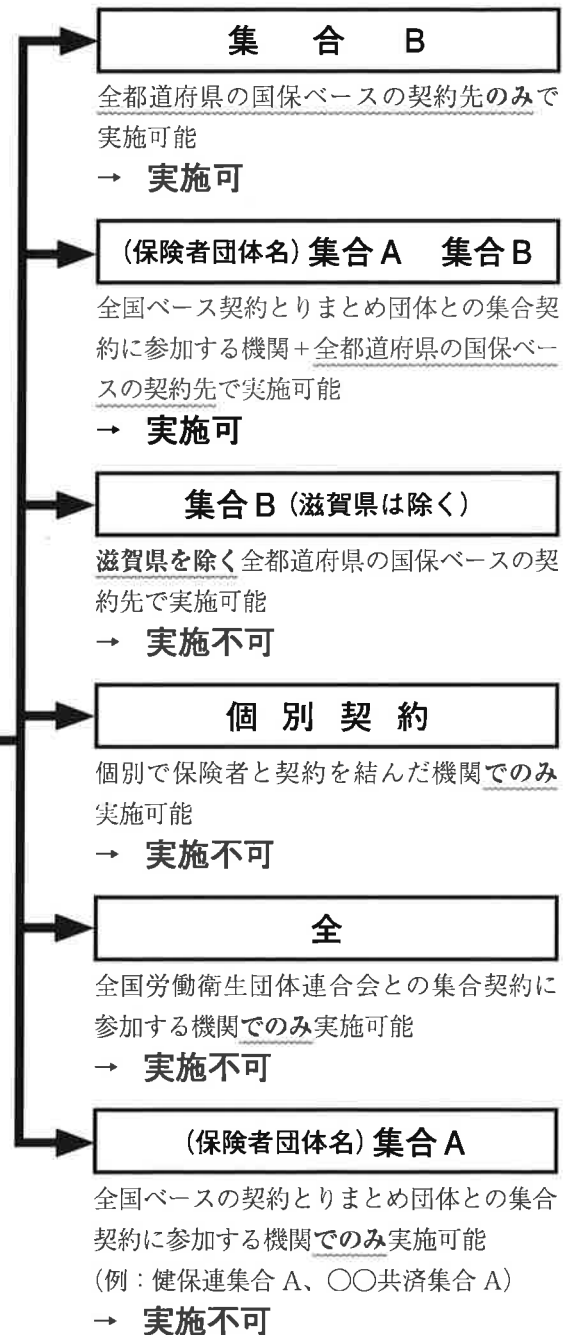 集合B
全都道府県の国保ベースの契約先のみで
実施可能
→ 実施可
(保険者団体名) 集合A 集合B
全国ベース契約とりまとめ団体との集合契
約に参加する機関+全都道府県の国保ベー
スの契約先で実施可能
→ 実施可
集合B (滋賀県は除く)
滋賀県を除く全都道府県の国保ベースの契
約先で実施可能
→ 実施不可
個別契約
個別で保険者と契約を結んだ機関でのみ
実施可能
→ 実施不可
全
全国労働衛生団体連合会との集合契約に
参加する機関でのみ実施可能
→ 実施不可
(保険者団体名) 集合A
全国ベースの契約とりまとめ団体との集合
契約に参加する機関でのみ実施可能
(例:健保連集合 A、〇〇共済集合 A)
→ 実施不可